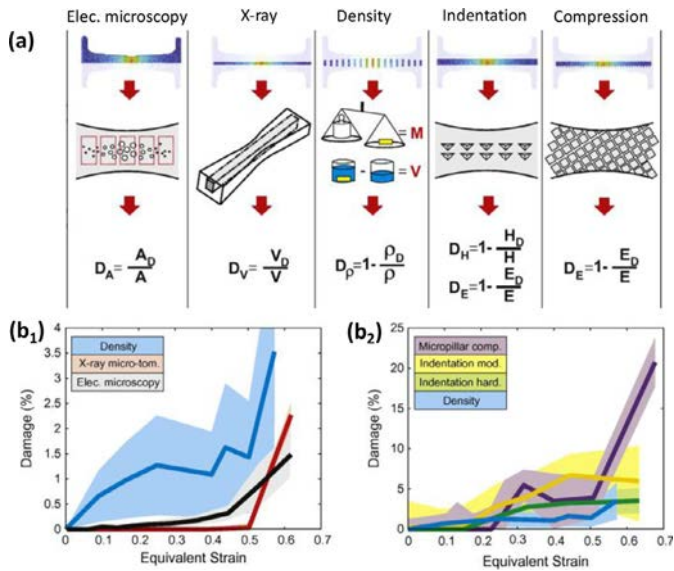 Elec. microscopy X-ray Density Indentation Compression
(a)
= M
- = V
D_A = A_D / A
D_V = V_D / V
D_ρ = 1- ρ_D / ρ
D_H = 1- H_D / H
D_E = 1- E_D / E
D_E = 1- E_D / E
(b₁)
4
3.5
3
2.5
2
1.5
1
0.5
0
Damage (%)
Density
X-ray micro-tom.
Elec. microscopy
0 0.1 0.2 0.3 0.4 0.5 0.6 0.7
Equivalent Strain
(b₂)
25
20
15
10
5
0
Damage (%)
Micropillar comp.
Indentation mod.
Indentation hard.
Density
0 0.1 0.2 0.3 0.4 0.5 0.6 0.7
Equivalent Strain